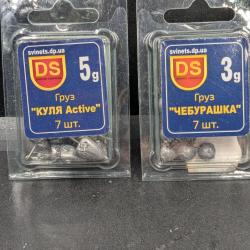 svinets.dp.ua
DS
5g
Груз
"КУЛЯ Active"
7 шт.
svinets.dp.ua
DS
3g
Груз
"ЧЕБУРАШКА"
7 шт.